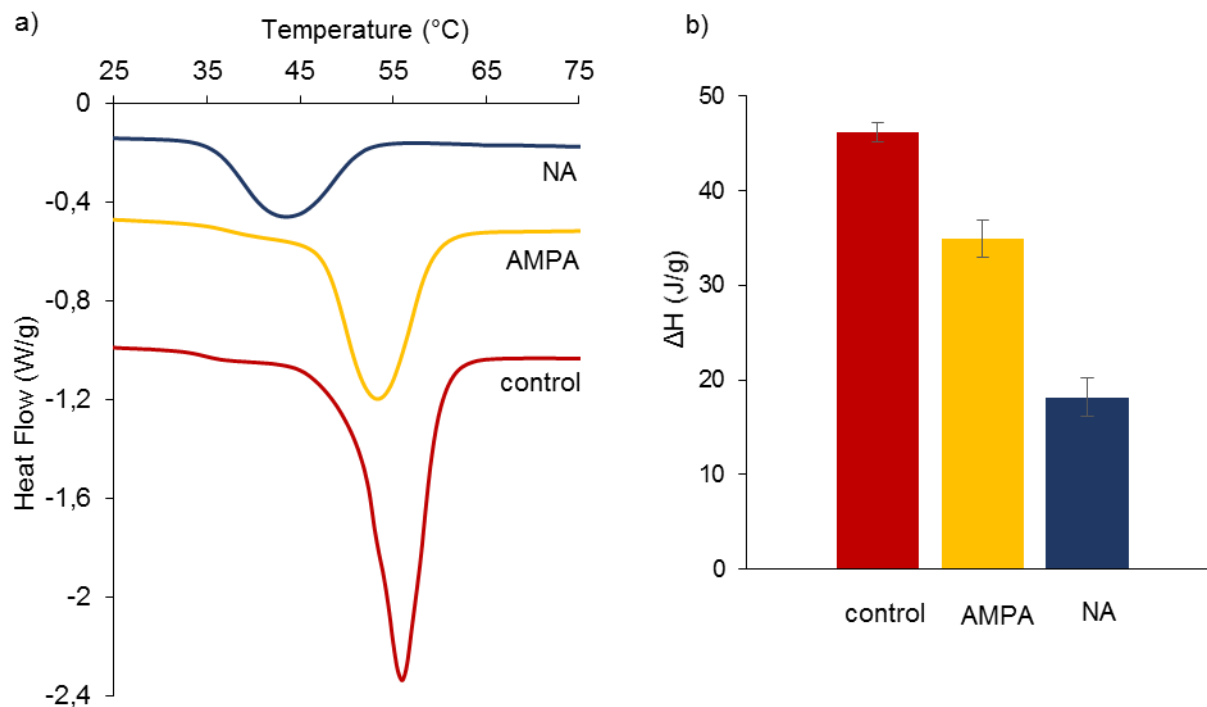 a)
Temperature (°C)
25 35 45 55 65 75
0
-0,4
-0,8
-1,2
-1,6
-2
-2,4
Heat Flow (W/g)
NA
AMPA
control
b)
50
40
30
20
10
0
ΔH (J/g)
control AMPA NA